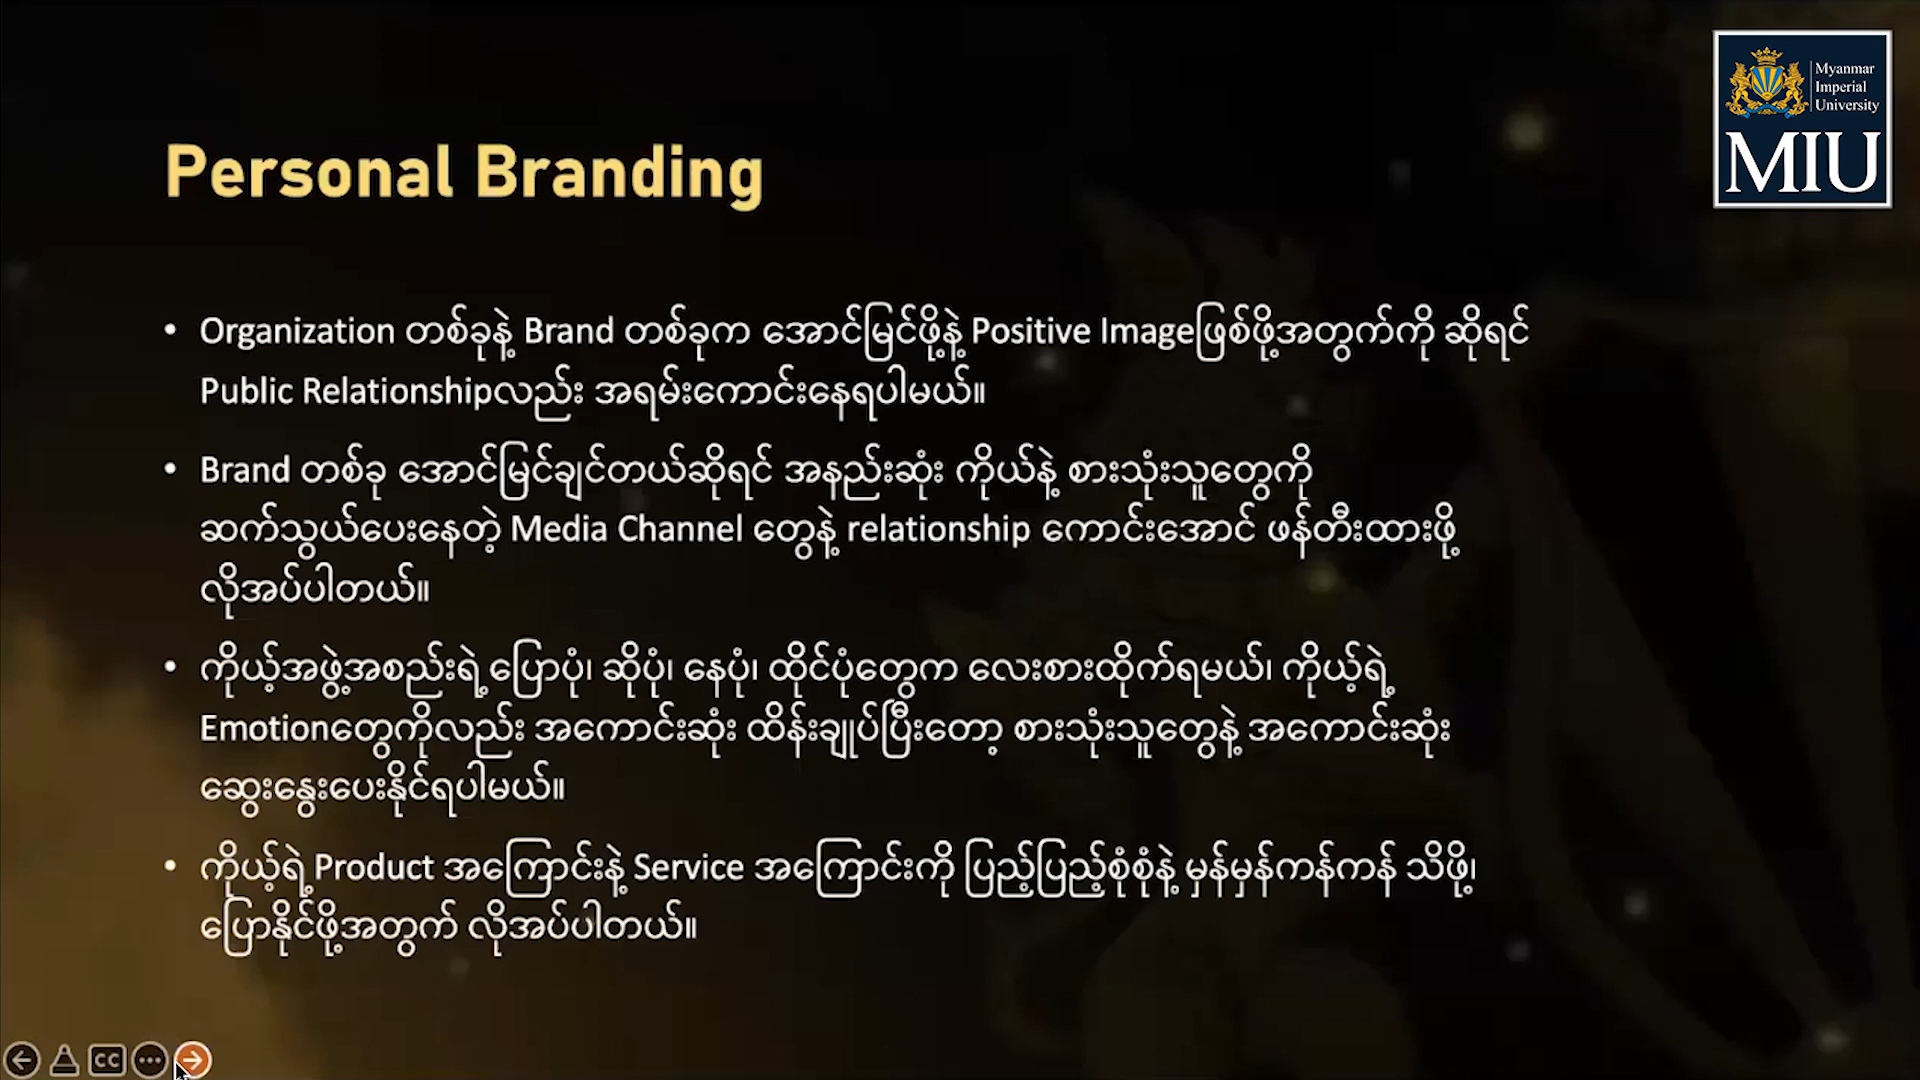 Myanmar
Imperial
University
MIU
Personal Branding
• Organization တစ်ခုနဲ့ Brand တစ်ခုက အောင်မြင်ဖို့နဲ့ Positive Imageဖြစ်ဖို့အတွက်ကို ဆိုရင်
Public Relationshipလည်း အရမ်းကောင်းနေရပါမယ်။
• Brand တစ်ခု အောင်မြင်ချင်တယ်ဆိုရင် အနည်းဆုံး ကိုယ်နဲ့ စားသုံးသူတွေကို
ဆက်သွယ်ပေးနေတဲ့ Media Channel တွေနဲ့ relationship ကောင်းအောင် ဖန်တီးထားဖို့
လိုအပ်ပါတယ်။
• ကိုယ့်အဖွဲ့အစည်းရဲ့ ပြောပုံ၊ ဆိုပုံ၊ နေပုံ၊ ထိုင်ပုံတွေက လေးစားထိုက်ရမယ်၊ ကိုယ့်ရဲ့
Emotionတွေကိုလည်း အကောင်းဆုံး ထိန်းချုပ်ပြီးတော့ စားသုံးသူတွေနဲ့ အကောင်းဆုံး
ဆွေးနွေးပေးနိုင်ရပါမယ်။
• ကိုယ့်ရဲ့ Product အကြောင်းနဲ့ Service အကြောင်းကို ပြည့်ပြည့်စုံစုံနဲ့ မှန်မှန်ကန်ကန် သိဖို့၊
ပြောနိုင်ဖို့အတွက် လိုအပ်ပါတယ်။
CC